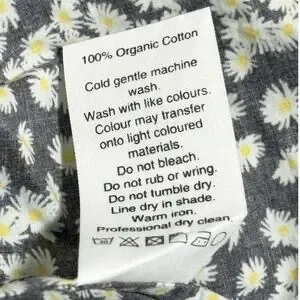 100% Organic Cotton
Cold gentle machine
wash.
Wash with like colours.
Colour may transfer
onto light coloured
materials.
Do not bleach.
Do not rub or wring.
Do not tumble dry.
Line dry in shade.
Warm iron.
Professional dry clean